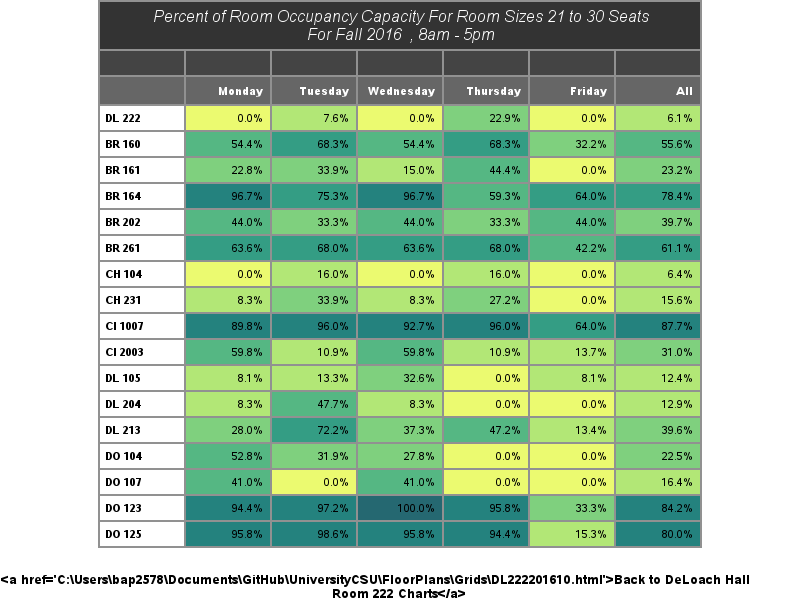 Percent of Room Occupancy Capacity For Room Sizes 21 to 30 Seats
For Fall 2016 , 8am - 5pm
Monday Tuesday Wednesday Thursday Friday All
DL 222 0.0% 7.6% 0.0% 22.9% 0.0% 6.1%
BR 160 54.4% 68.3% 54.4% 68.3% 32.2% 55.6%
BR 161 22.8% 33.9% 15.0% 44.4% 0.0% 23.2%
BR 164 96.7% 75.3% 96.7% 59.3% 64.0% 78.4%
BR 202 44.0% 33.3% 44.0% 33.3% 44.0% 39.7%
BR 261 63.6% 68.0% 63.6% 68.0% 42.2% 61.1%
CH 104 0.0% 16.0% 0.0% 16.0% 0.0% 6.4%
CH 231 8.3% 33.9% 8.3% 27.2% 0.0% 15.6%
CI 1007 89.8% 96.0% 92.7% 96.0% 64.0% 87.7%
CI 2003 59.8% 10.9% 59.8% 10.9% 13.7% 31.0%
DL 105 8.1% 13.3% 32.6% 0.0% 8.1% 12.4%
DL 204 8.3% 47.7% 8.3% 0.0% 0.0% 12.9%
DL 213 28.0% 72.2% 37.3% 47.2% 13.4% 39.6%
DO 104 52.8% 31.9% 27.8% 0.0% 0.0% 22.5%
DO 107 41.0% 0.0% 41.0% 0.0% 0.0% 16.4%
DO 123 94.4% 97.2% 100.0% 95.8% 33.3% 84.2%
DO 125 95.8% 98.6% 95.8% 94.4% 15.3% 80.0%
<a href='C:\Users\bap2578\Documents\GitHub\UniversityCSU\FloorPlans\Grids\DL222201610.html'>Back to DeLoach Hall
Room 222 Charts</a>